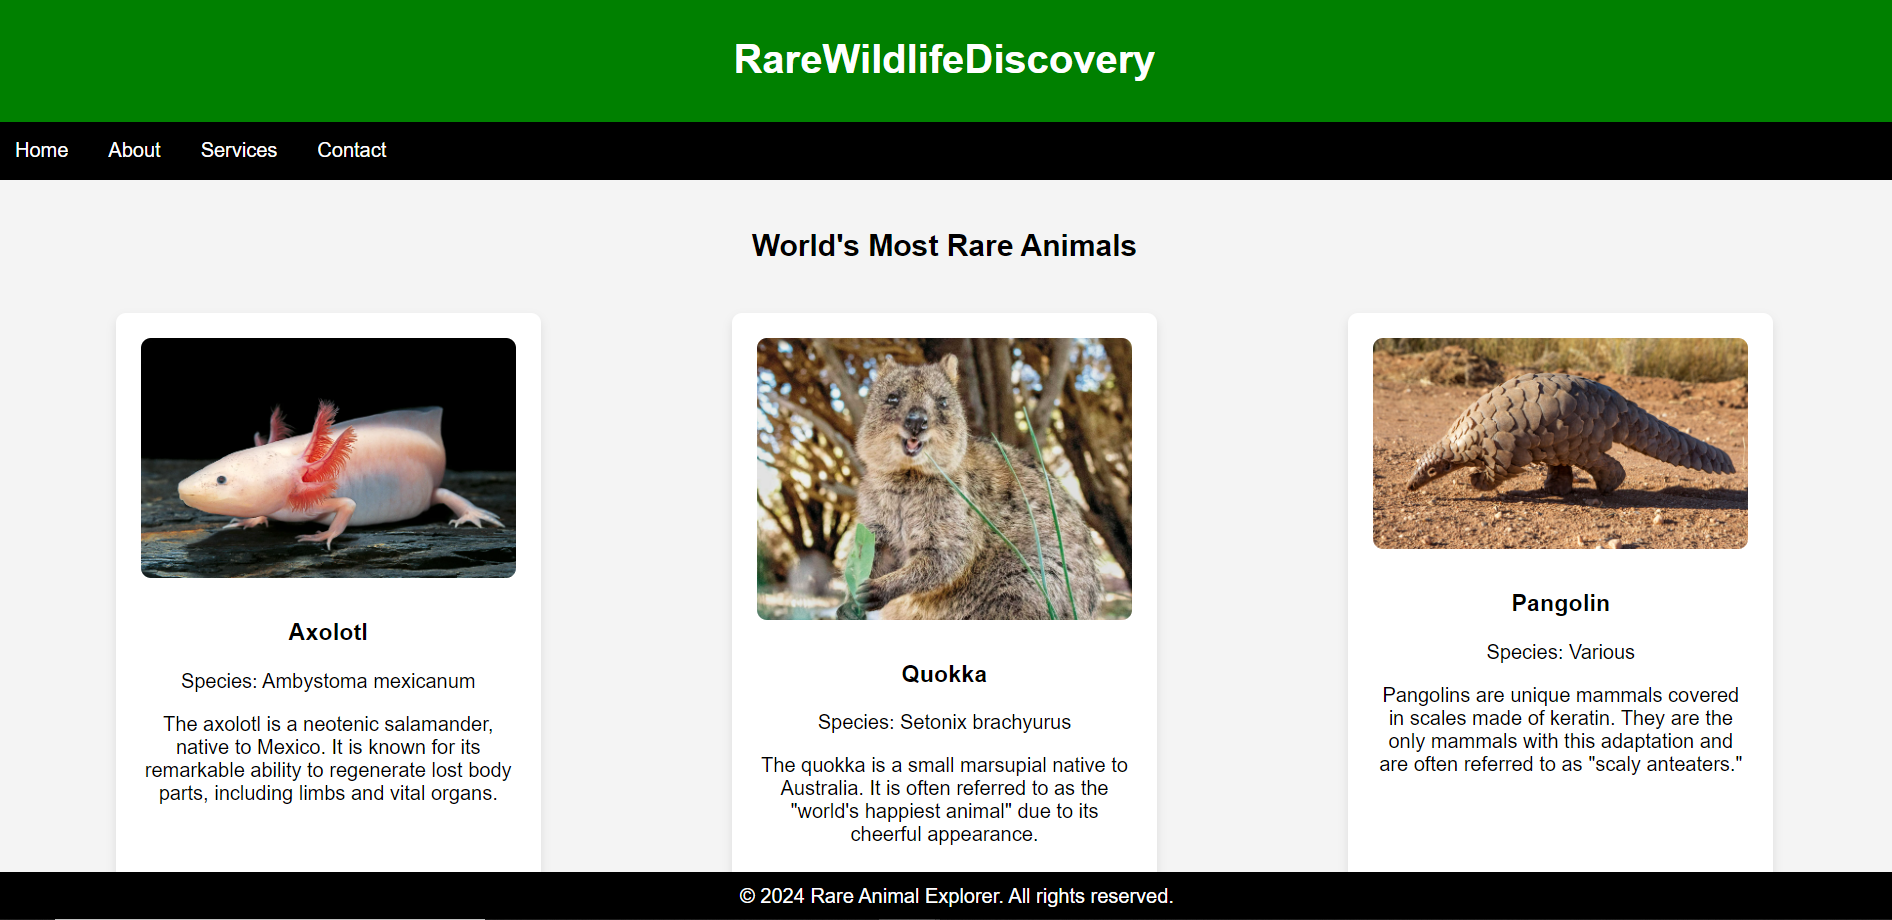 RareWildlifeDiscovery
Home About Services Contact
World's Most Rare Animals
Axolotl
Species: Ambystoma mexicanum
The axolotl is a neotenic salamander,
native to Mexico. It is known for its
remarkable ability to regenerate lost body
parts, including limbs and vital organs.
Quokka
Species: Setonix brachyurus
The quokka is a small marsupial native to
Australia. It is often referred to as the
"world's happiest animal" due to its
cheerful appearance.
Pangolin
Species: Various
Pangolins are unique mammals covered
in scales made of keratin. They are the
only mammals with this adaptation and
are often referred to as "scaly anteaters."
© 2024 Rare Animal Explorer. All rights reserved.